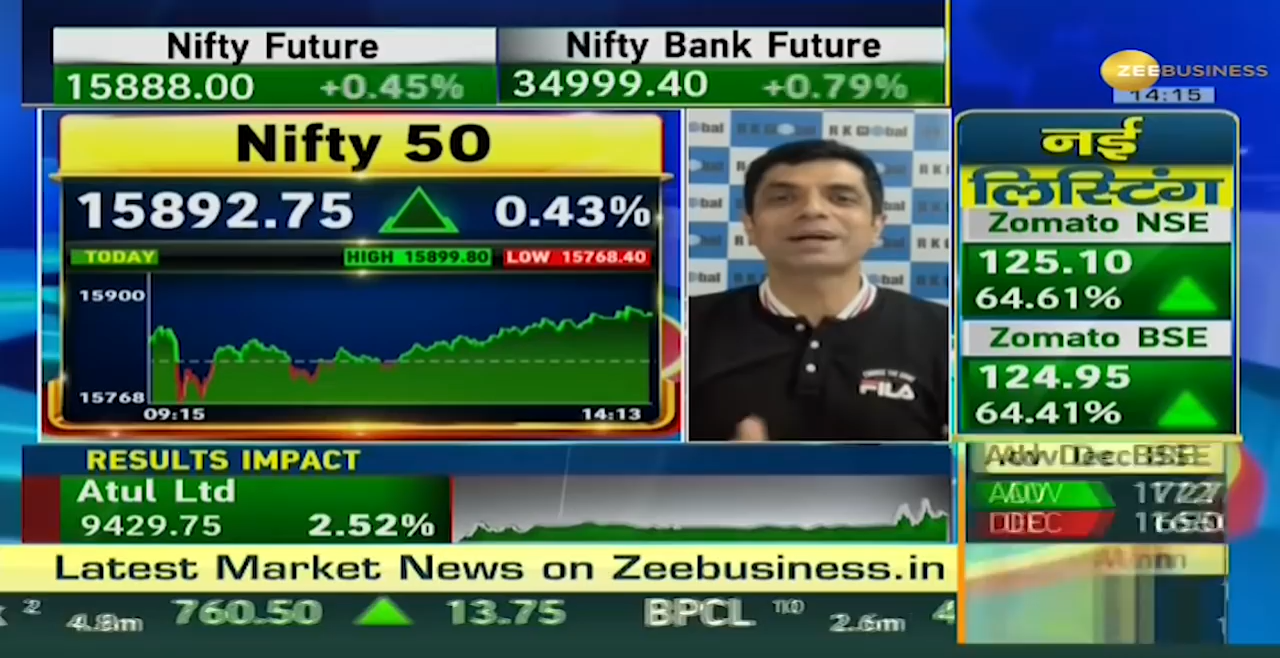 Nifty Future
15888.00 +0.45%
Nifty Bank Future
34999.40 +0.79%
ZEEBUSINESS
14:15
Nifty 50
15892.75 0.43%
TODAY HIGH 15899.80 LOW 15768.40
15900
15768
09:15 14:13
FILA
नई
लिस्टिंग
Zomato NSE
125.10
64.61%
Zomato BSE
124.95
64.41%
RESULTS IMPACT
Atul Ltd
9429.75 2.52%
Latest Market News on Zeebusiness.in
4.8m 760.50 13.75 BPCL 2.6m